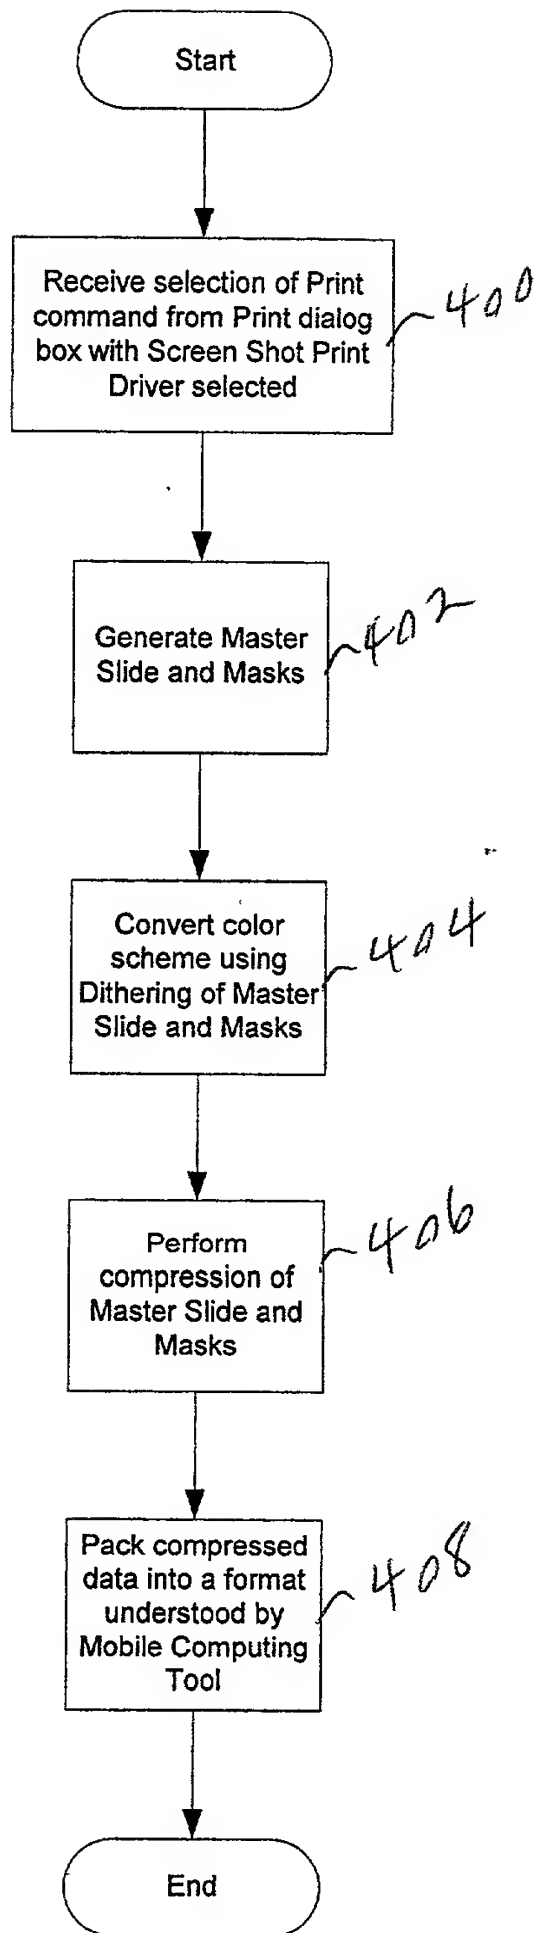 Start
Receive selection of Print
command from Print dialog
box with Screen Shot Print
Driver selected
400
Generate Master
Slide and Masks
402
Convert color
scheme using
Dithering of Master
Slide and Masks
404
Perform
compression of
Master Slide and
Masks
406
Pack compressed
data into a format
understood by
Mobile Computing
Tool
408
End